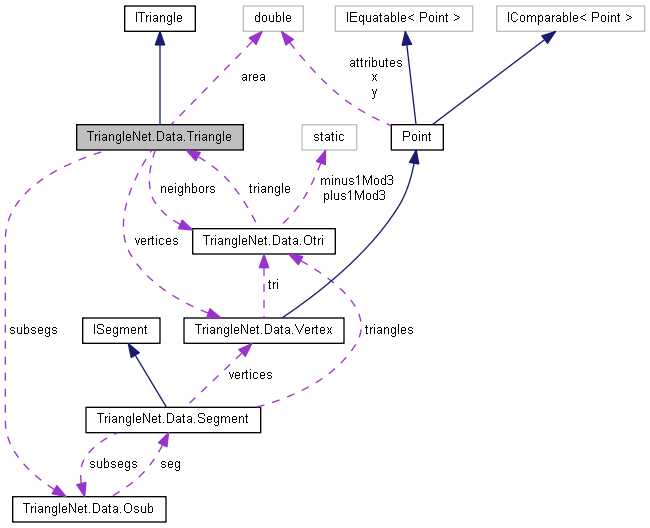 ITriangle
double
IEquatable< Point >
IComparable< Point >
area
attributes
x
y
TriangleNet.Data.Triangle
static
Point
neighbors
triangle
minus1Mod3
plus1Mod3
vertices
TriangleNet.Data.Otri
tri
subsegs
ISegment
TriangleNet.Data.Vertex
triangles
vertices
TriangleNet.Data.Segment
subsegs
seg
TriangleNet.Data.Osub